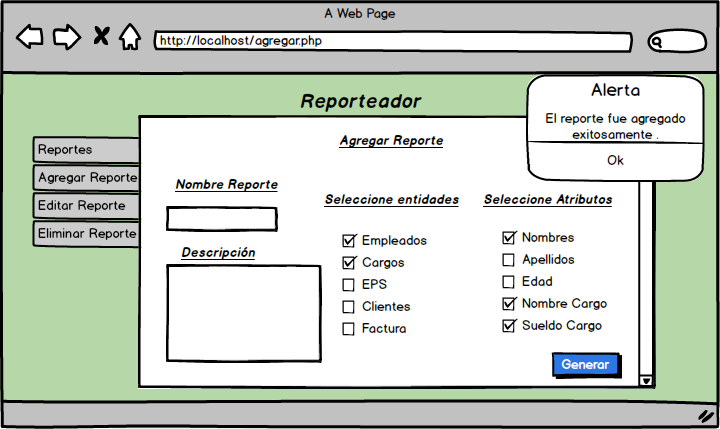 A Web Page
http://localhost/agregar.php
Reporteador
Alerta
El reporte fue agregado
exitosamente .
Ok
Reportes
Agregar Reporte
Editar Reporte
Eliminar Reporte
Agregar Reporte
Nombre Reporte
Descripción
Seleccione entidades
Empleados
Cargos
EPS
Clientes
Factura
Seleccione Atributos
Nombres
Apellidos
Edad
Nombre Cargo
Sueldo Cargo
Generar